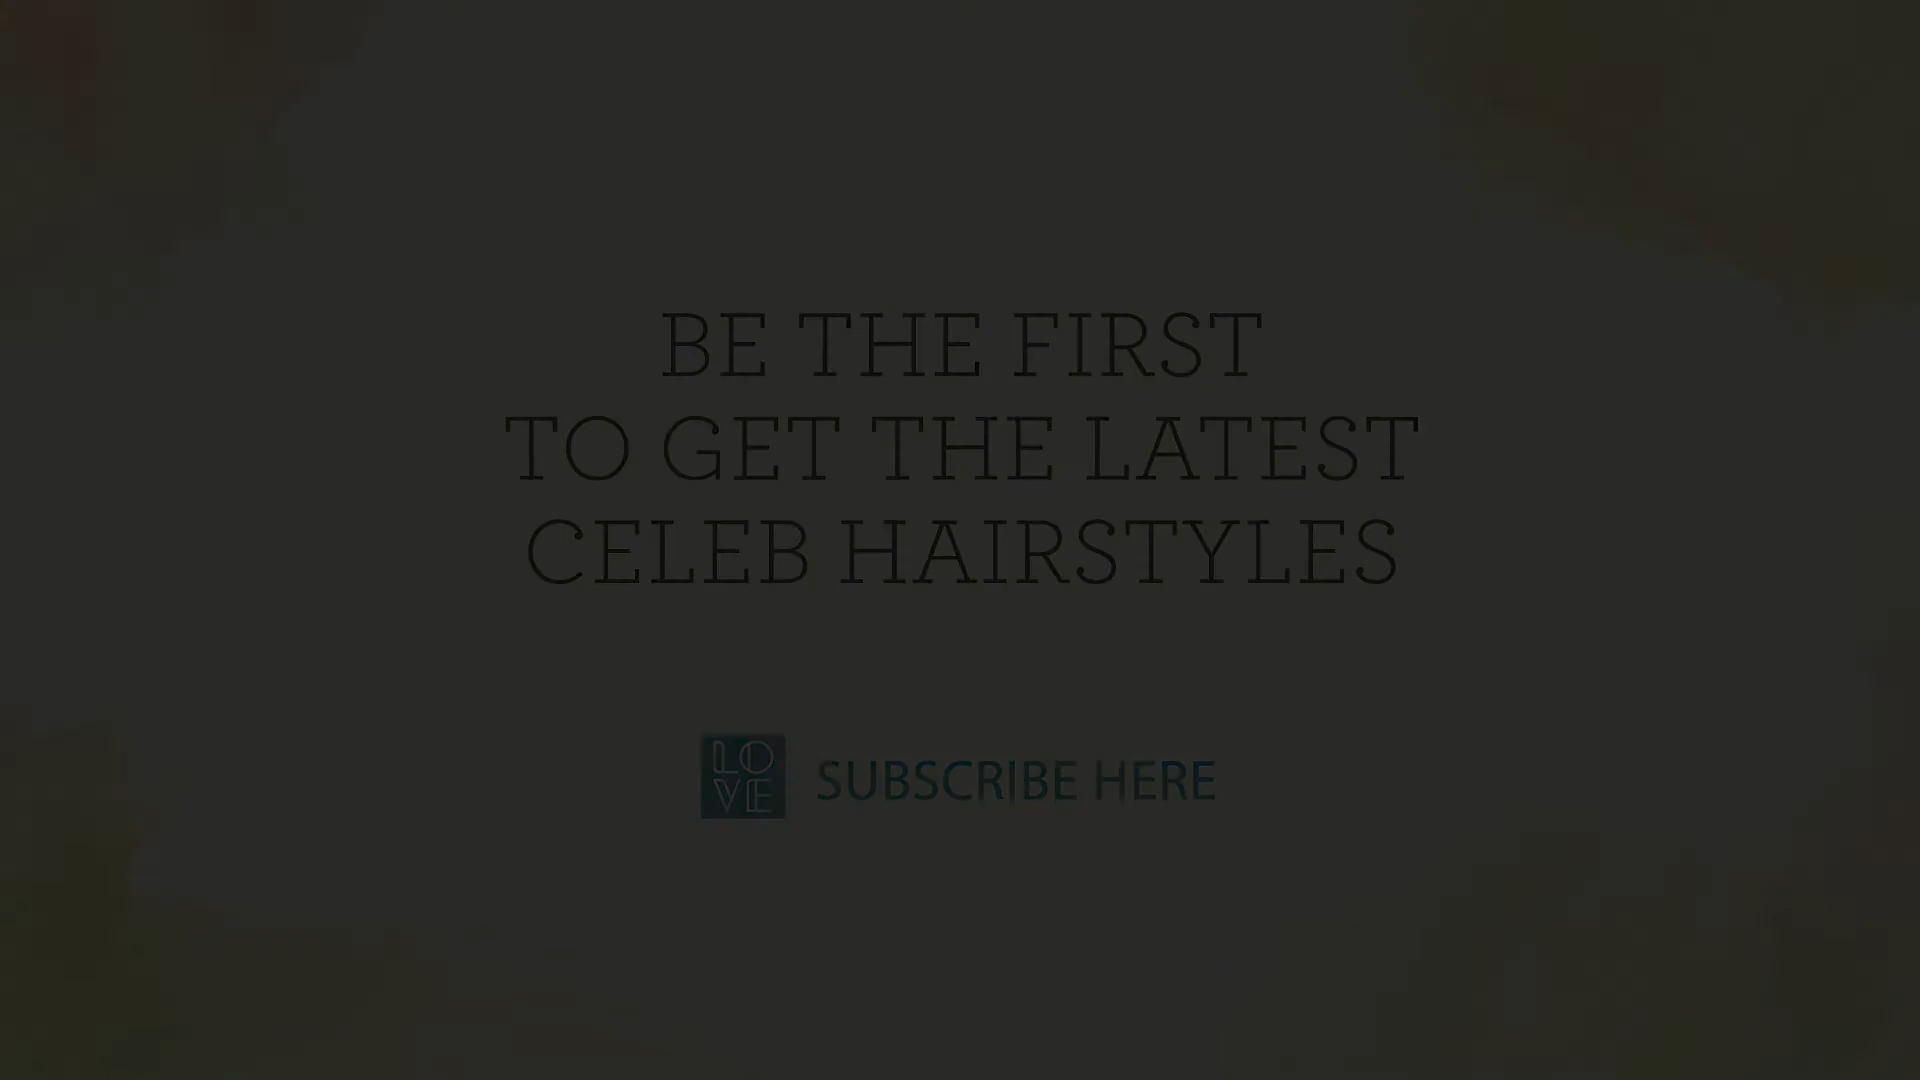 BE THE FIRST
TO GET THE LATEST
CELEB HAIRSTYLES
LO
VE
SUBSCRIBE HERE